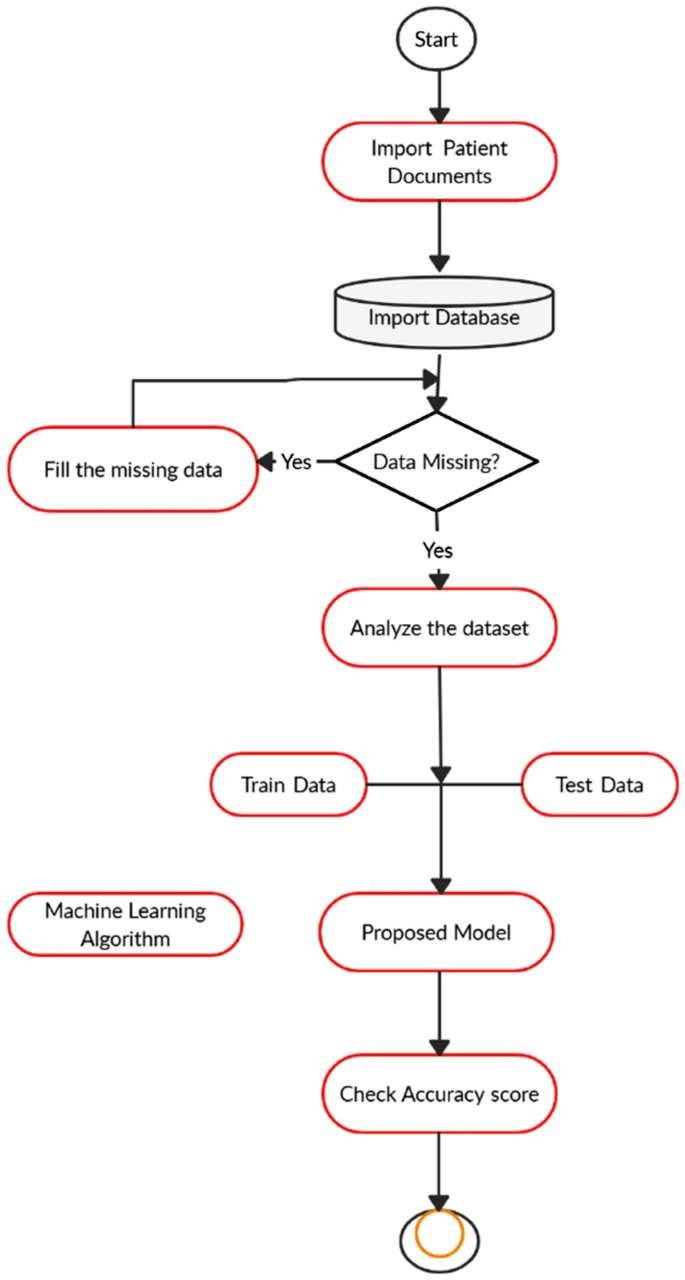 Start
Import Patient
Documents
Import Database
Data Missing?
Yes
Fill the missing data
Yes
Analyze the dataset
Train Data
Test Data
Machine Learning
Algorithm
Proposed Model
Check Accuracy score